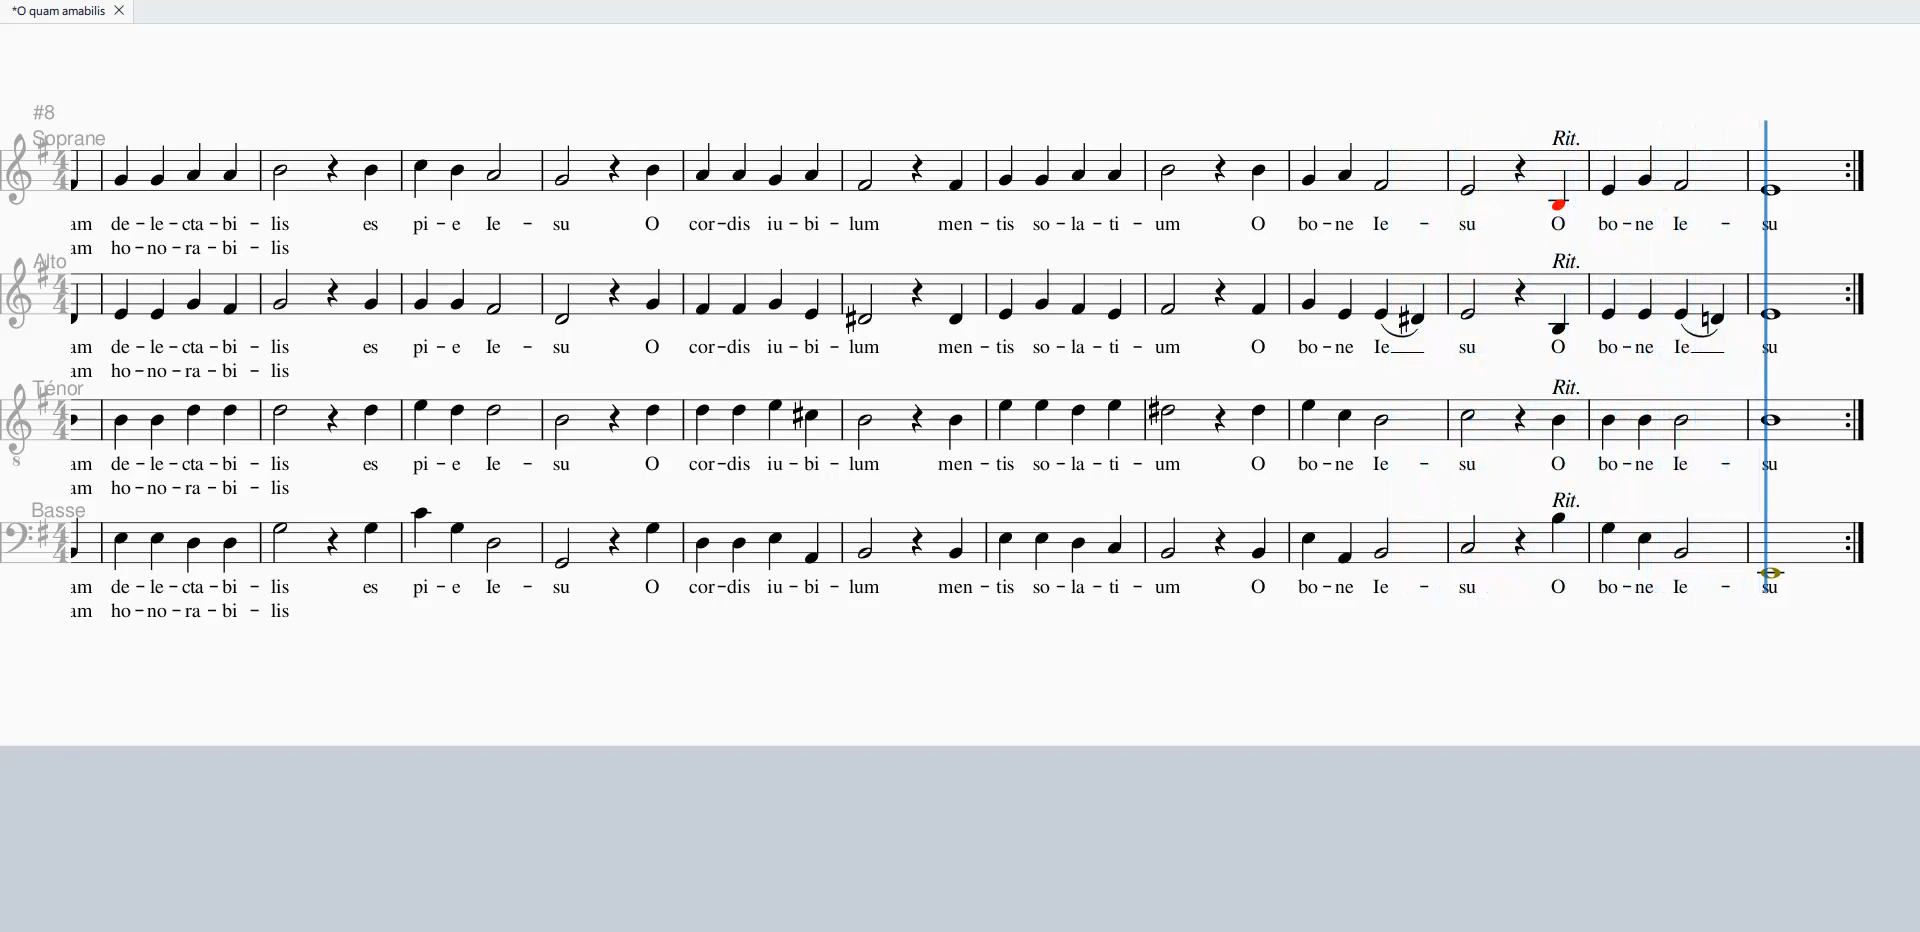 *O quam amabilis
#8
Soprane
Rit.
am de – le – cta – bi – lis es pi – e Ie – su O cor – dis iu – bi – lum men – tis so – la – ti – um O bo – ne Ie – su O bo – ne Ie – su
am ho – no – ra – bi – lis
Alto
Rit.
am de – le – cta – bi – lis es pi – e Ie – su O cor – dis iu – bi – lum men – tis so – la – ti – um O bo – ne Ie su O bo – ne Ie su
am ho – no – ra – bi – lis
Ténor
Rit.
8
am de – le – cta – bi – lis es pi – e Ie – su O cor – dis iu – bi – lum men – tis so – la – ti – um O bo – ne Ie – su O bo – ne Ie – su
am ho – no – ra – bi – lis
Basse
Rit.
am de – le – cta – bi – lis es pi – e Ie – su O cor – dis iu – bi – lum men – tis so – la – ti – um O bo – ne Ie – su O bo – ne Ie – su
am ho – no – ra – bi – lis